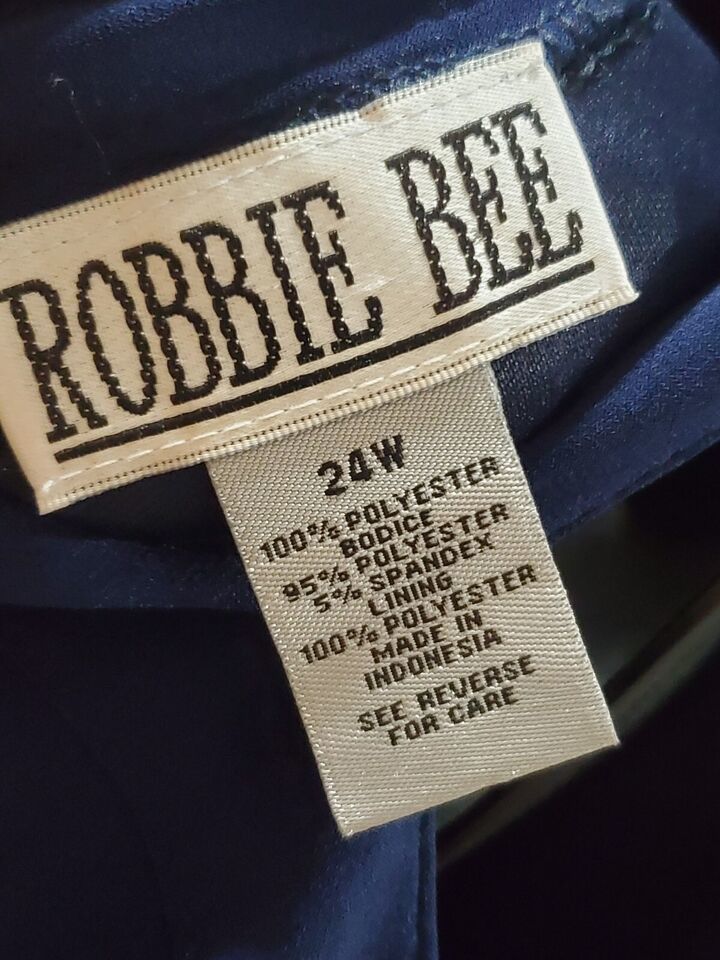 ROBBIE BEE
24W
100% POLYESTER
BODICE
95% POLYESTER
5% SPANDEX
LINING
100% POLYESTER
MADE IN
INDONESIA
SEE REVERSE
FOR CARE